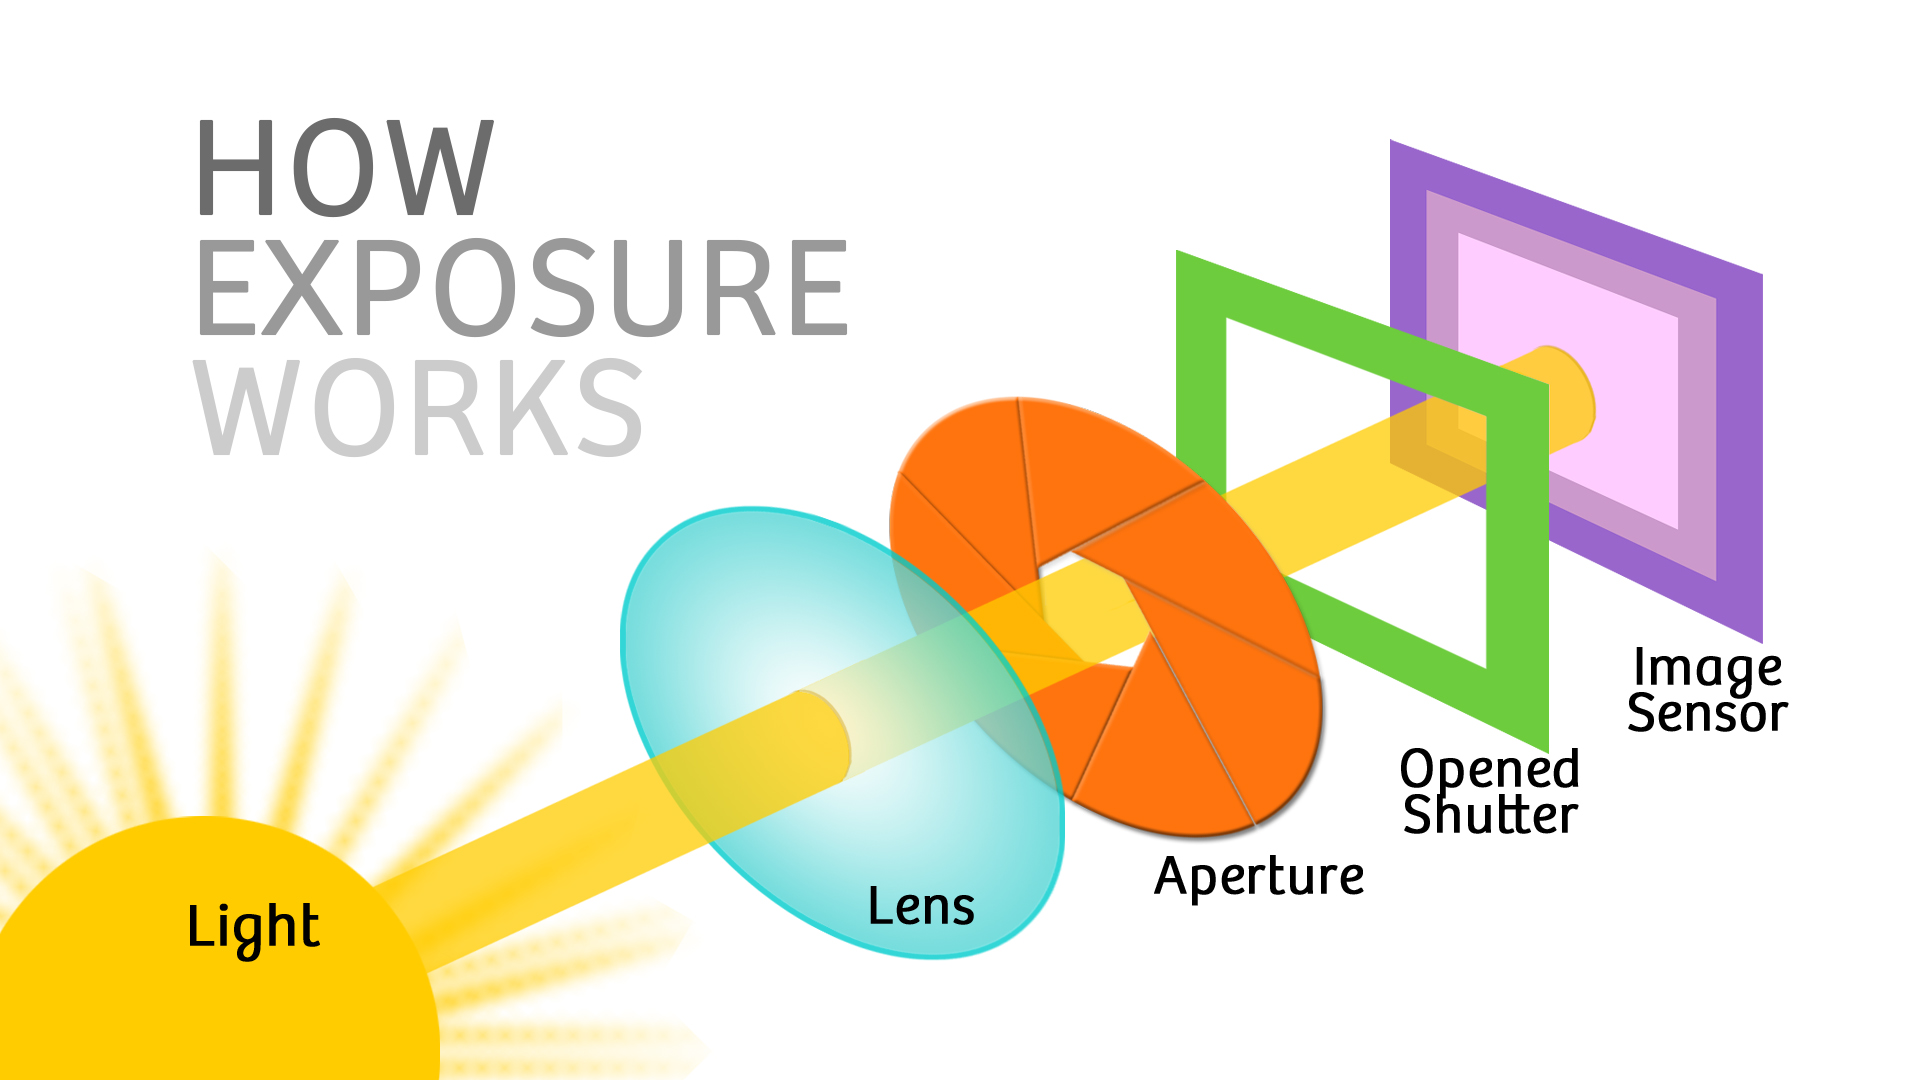 HOW
EXPOSURE
WORKS
Light
Lens
Aperture
Opened
Shutter
Image
Sensor